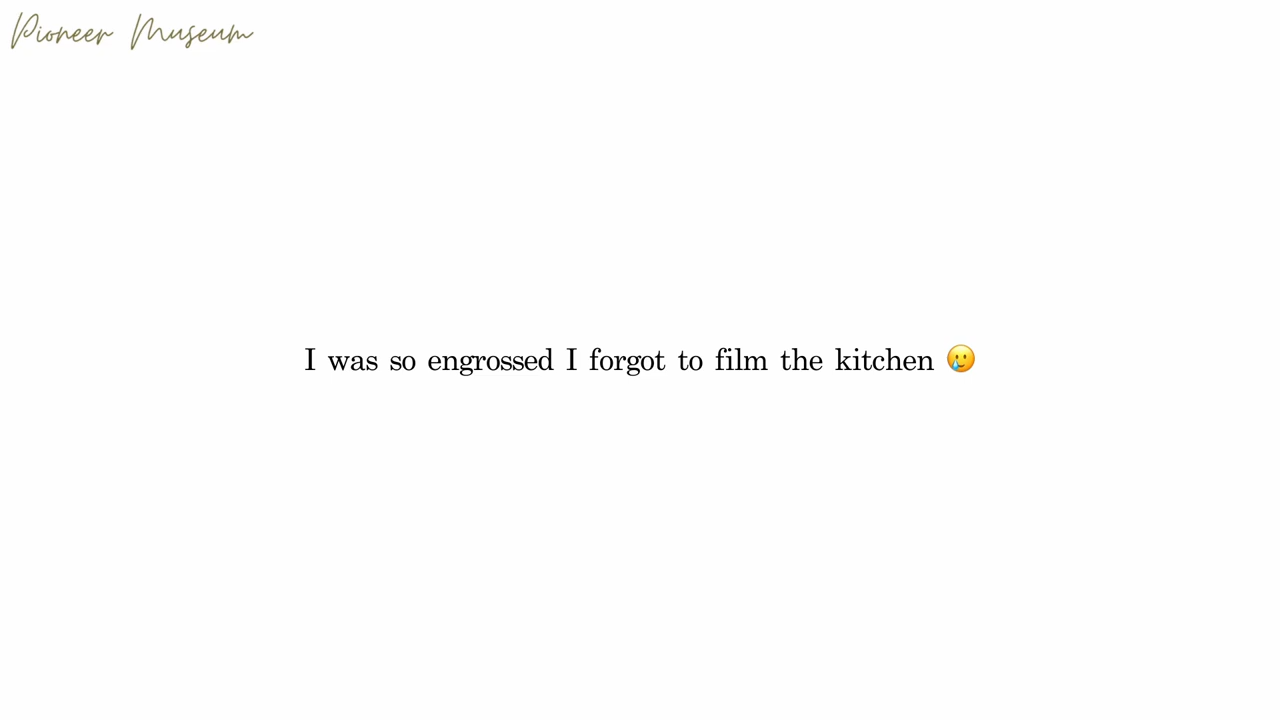 Pioneer Museum
I was so engrossed I forgot to film the kitchen 🥲